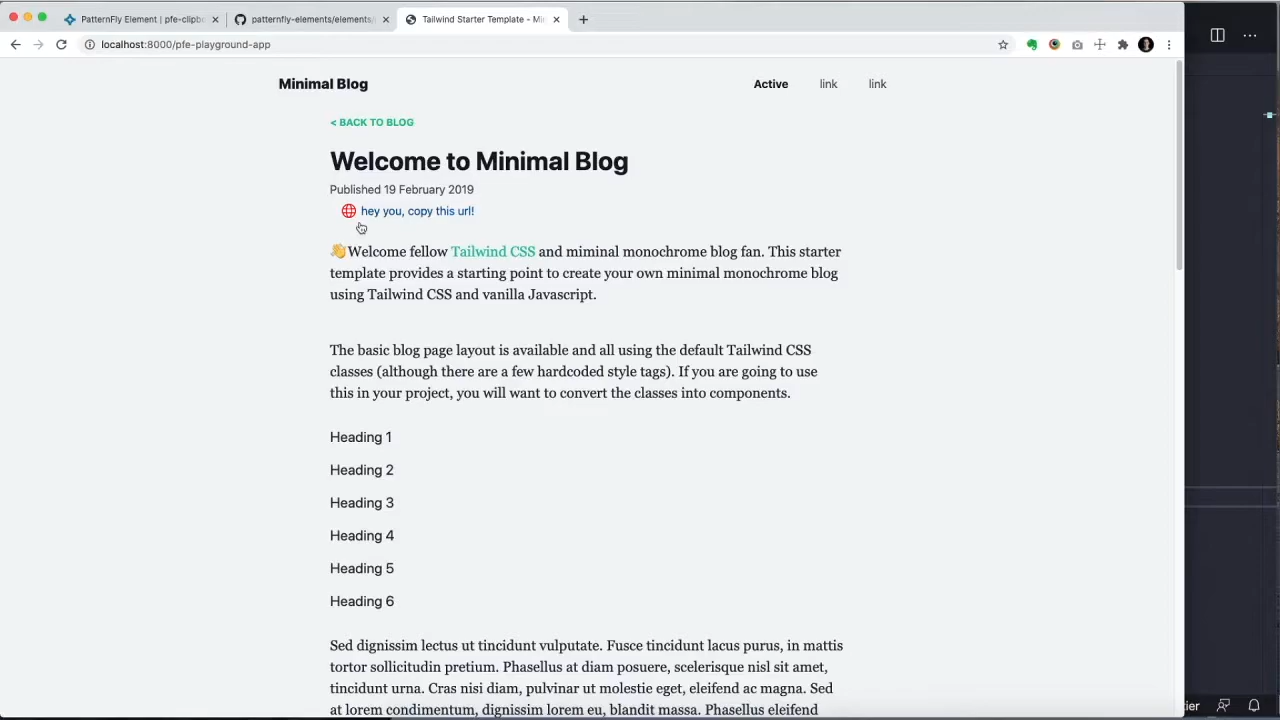 PatternFly Element | pfe-clipb
patternfly-elements/elements/
Tailwind Starter Template - Mi
localhost:8000/pfe-playground-app
Minimal Blog
Active
link
link
< BACK TO BLOG
Welcome to Minimal Blog
Published 19 February 2019
hey you, copy this url!
👋Welcome fellow Tailwind CSS and miminal monochrome blog fan. This starter
template provides a starting point to create your own minimal monochrome blog
using Tailwind CSS and vanilla Javascript.
The basic blog page layout is available and all using the default Tailwind CSS
classes (although there are a few hardcoded style tags). If you are going to use
this in your project, you will want to convert the classes into components.
Heading 1
Heading 2
Heading 3
Heading 4
Heading 5
Heading 6
Sed dignissim lectus ut tincidunt vulputate. Fusce tincidunt lacus purus, in mattis
tortor sollicitudin pretium. Phasellus at diam posuere, scelerisque nisl sit amet,
tincidunt urna. Cras nisi diam, pulvinar ut molestie eget, eleifend ac magna. Sed
at lorem condimentum, dignissim lorem eu, blandit massa. Phasellus eleifend
tier